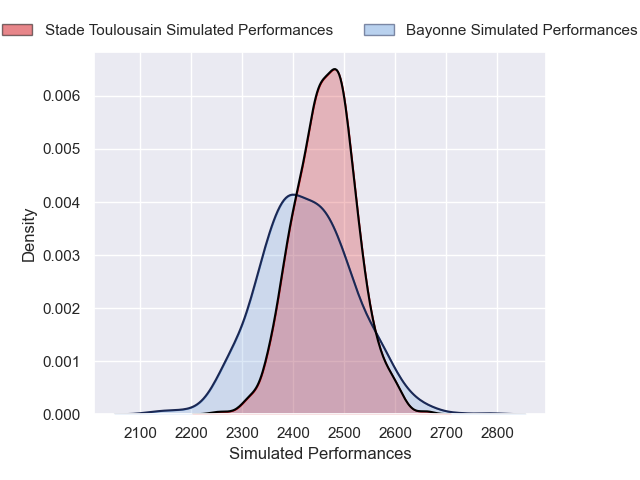 Stade Toulousain Simulated Performances Bayonne Simulated Performances
0.006
0.005
0.004
0.003
0.002
0.001
0.000
Density
2100 2200 2300 2400 2500 2600 2700 2800
Simulated Performances